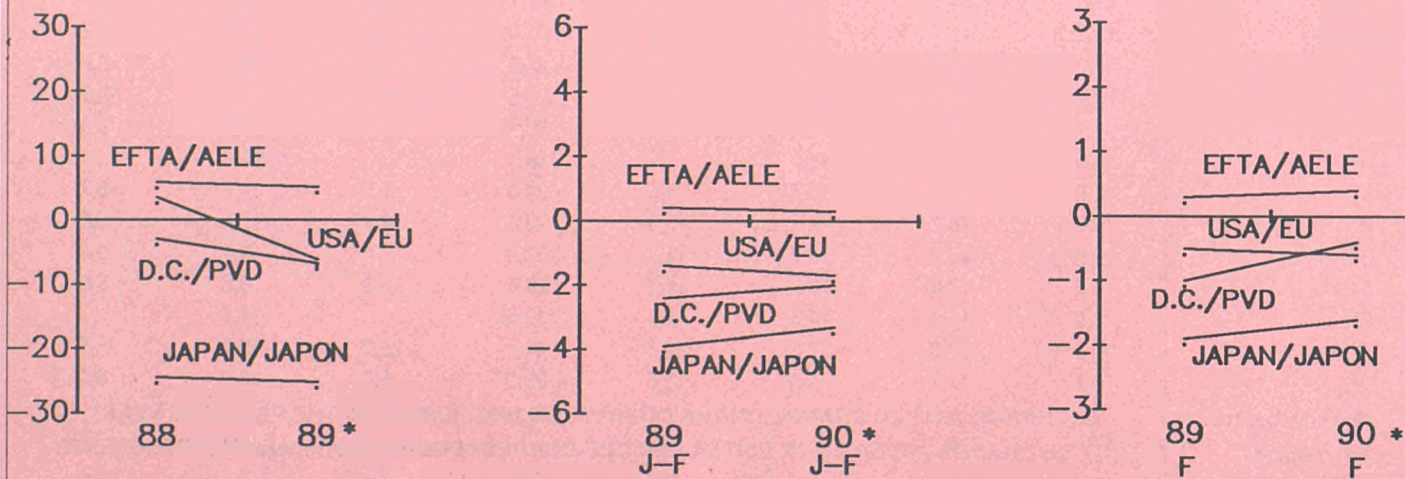 30
20
10
0
−10
−20
−30
EFTA/AELE
USA/EU
D.C./PVD
JAPAN/JAPON
88 89*
6
4
2
0
−2
−4
−6
EFTA/AELE
USA/EU
D.C./PVD
JAPAN/JAPON
89 90*
J−F J−F
3
2
1
0
−1
−2
−3
EFTA/AELE
USA/EU
D.C./PVD
JAPAN/JAPON
89 90*
F F